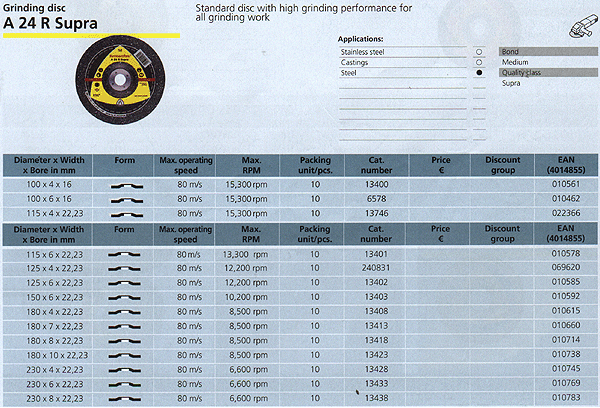 Grinding disc
A 24 R Supra
Standard disc with high grinding performance for
all grinding work
A 24 R Supra
Applications:
Stainless steel ○
Castings ○
Steel ●
Bond
Medium
Quality class
Supra
Diameter x Width x Bore in mm Form Max. operating speed Max. RPM Packing unit/pcs. Cat. number Price € Discount group EAN (4014855)
100 x 4 x 16 80 m/s 15,300 rpm 10 13400 010561
100 x 6 x 16 80 m/s 15,300 rpm 10 6578 010462
115 x 4 x 22,23 80 m/s 15,300 rpm 10 13746 022366
Diameter x Width x Bore in mm Form Max. operating speed Max. RPM Packing unit/pcs. Cat. number Price € Discount group EAN (4014855)
115 x 6 x 22,23 80 m/s 13,300 rpm 10 13401 010578
125 x 4 x 22,23 80 m/s 12,200 rpm 10 240831 069620
125 x 6 x 22,23 80 m/s 12,200 rpm 10 13402 010585
150 x 6 x 22,23 80 m/s 10,200 rpm 10 13403 010592
180 x 4 x 22,23 80 m/s 8,500 rpm 10 13408 010615
180 x 7 x 22,23 80 m/s 8,500 rpm 10 13413 010660
180 x 8 x 22,23 80 m/s 8,500 rpm 10 13418 010714
180 x 10 x 22,23 80 m/s 8,500 rpm 10 13423 010738
230 x 4 x 22,23 80 m/s 6,600 rpm 10 13428 010745
230 x 6 x 22,23 80 m/s 6,600 rpm 10 13433 010769
230 x 8 x 22,23 80 m/s 6,600 rpm 10 13438 010783